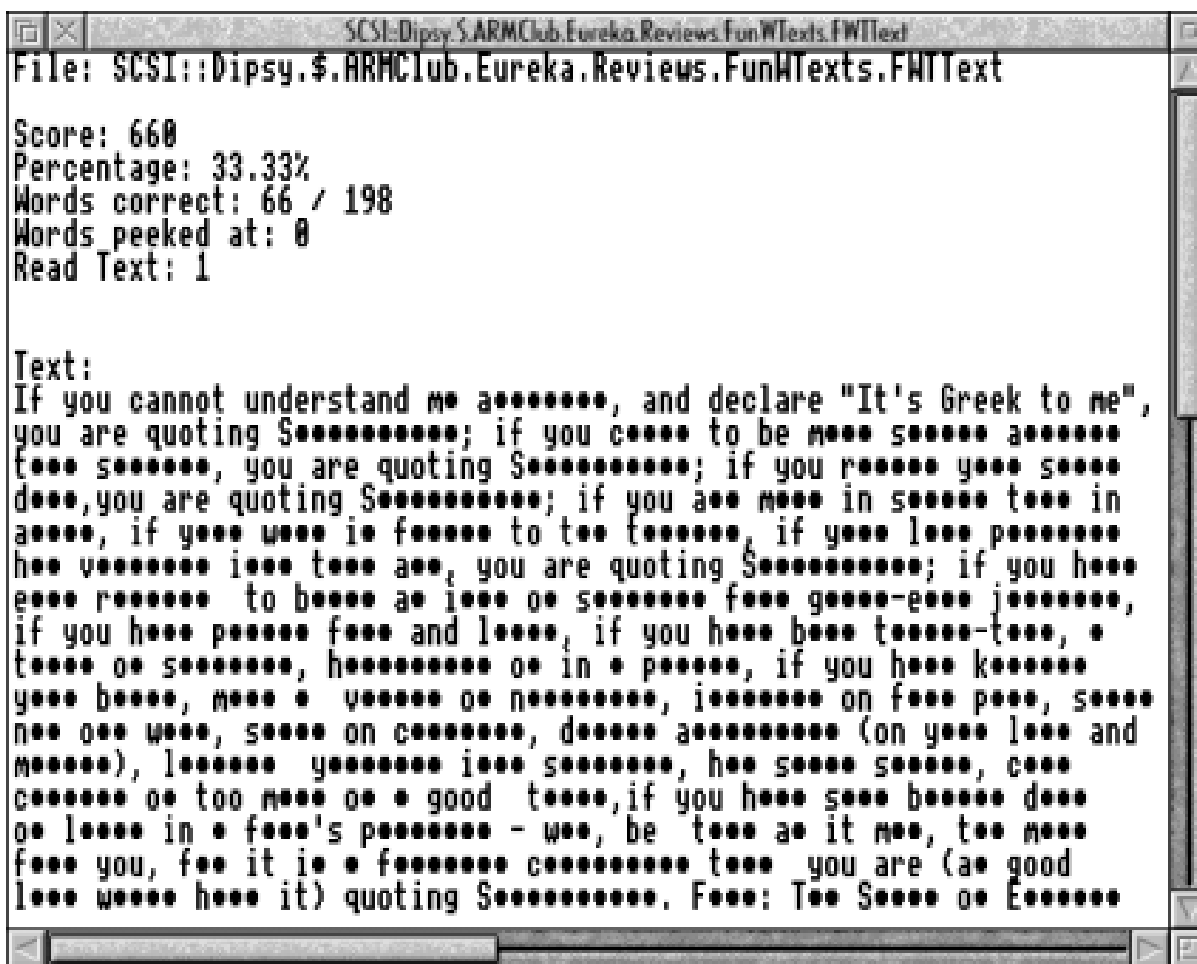 SCSI::Dipsy.$.ARMClub.Eureka.Reviews.FunWTexts.FWTText
File: SCSI::Dipsy.$.ARMClub.Eureka.Reviews.FunWTexts.FWTText
Score: 660
Percentage: 33.33%
Words correct: 66 / 198
Words peeked at: 0
Read Text: 1
Text:
If you cannot understand m● a●●●●●●●, and declare "It's Greek to me",
you are quoting S●●●●●●●●●●; if you c●●●● to be m●●● s●●●●● a●●●●●●
t●●● s●●●●●●, you are quoting S●●●●●●●●●●; if you r●●●●● y●●● s●●●●
d●●●,you are quoting S●●●●●●●●●●; if you a●● m●●● in s●●●●● t●●● in
a●●●●, if y●●● w●●● i● f●●●●● to t●● t●●●●●●, if y●●● l●●● p●●●●●●●
h●● v●●●●●●● i●●● t●●● a●●, you are quoting S●●●●●●●●●●; if you h●●●
e●●● r●●●●●● to b●●●● a● i●●● o● s●●●●●●● f●●● g●●●●-e●●● j●●●●●●●,
if you h●●● p●●●●● f●●● and l●●●●, if you h●●● b●●● t●●●●●-t●●●, ●
t●●●● o● s●●●●●●●, h●●●●●●●●● o● in ● p●●●●●, if you h●●● k●●●●●●
y●●● b●●●●, m●●● ● v●●●●●● o● n●●●●●●●●, i●●●●●●● on f●●● p●●●, s●●●●
n●● o●● w●●●, s●●●● on c●●●●●●●, d●●●●● a●●●●●●●●● (on y●●● l●●● and
m●●●●●), l●●●●●● y●●●●●●● i●●● s●●●●●●●, h●● s●●●● s●●●●●, c●●●
c●●●●●● o● too m●●● o● ● good t●●●●,if you h●●● s●●● b●●●●● d●●●
o● l●●●● in ● f●●●'s p●●●●●●● - w●●, be t●●● a● it m●●, t●● m●●●
f●●● you, f●● it i● ● f●●●●●●● c●●●●●●●●● t●●● you are (a● good
l●●● w●●●● h●●● it) quoting S●●●●●●●●●●. F●●●: T●● S●●●● o● E●●●●●●